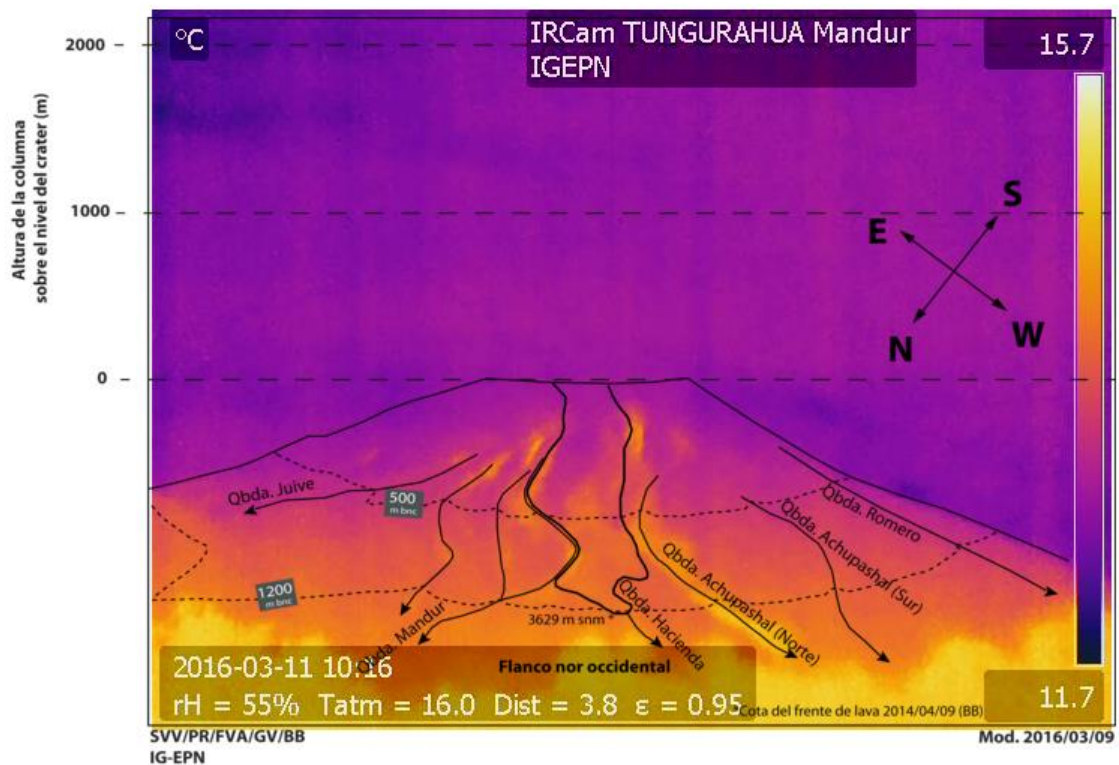 °C
IRCam TUNGURAHUA Mandur
IGEPN
15.7
2000
Altura de la columna
sobre el nivel del crater (m)
1000
0
S
E
N
W
Qbda. Juive
500
m bnc
1200
m bnc
Qbda. Mandur
3629 m snm
Qbda. Hacienda
Qbda. Achupashal (Norte)
Qbda. Achupashal (Sur)
Qbda. Romero
2016-03-11 10:16
Flanco nor occidental
rH = 55% Tatm = 16.0 Dist = 3.8 ε = 0.95
*Cota del frente de lava 2014/04/09 (BB)
11.7
SVV/PR/FVA/GV/BB
IG-EPN
Mod. 2016/03/09